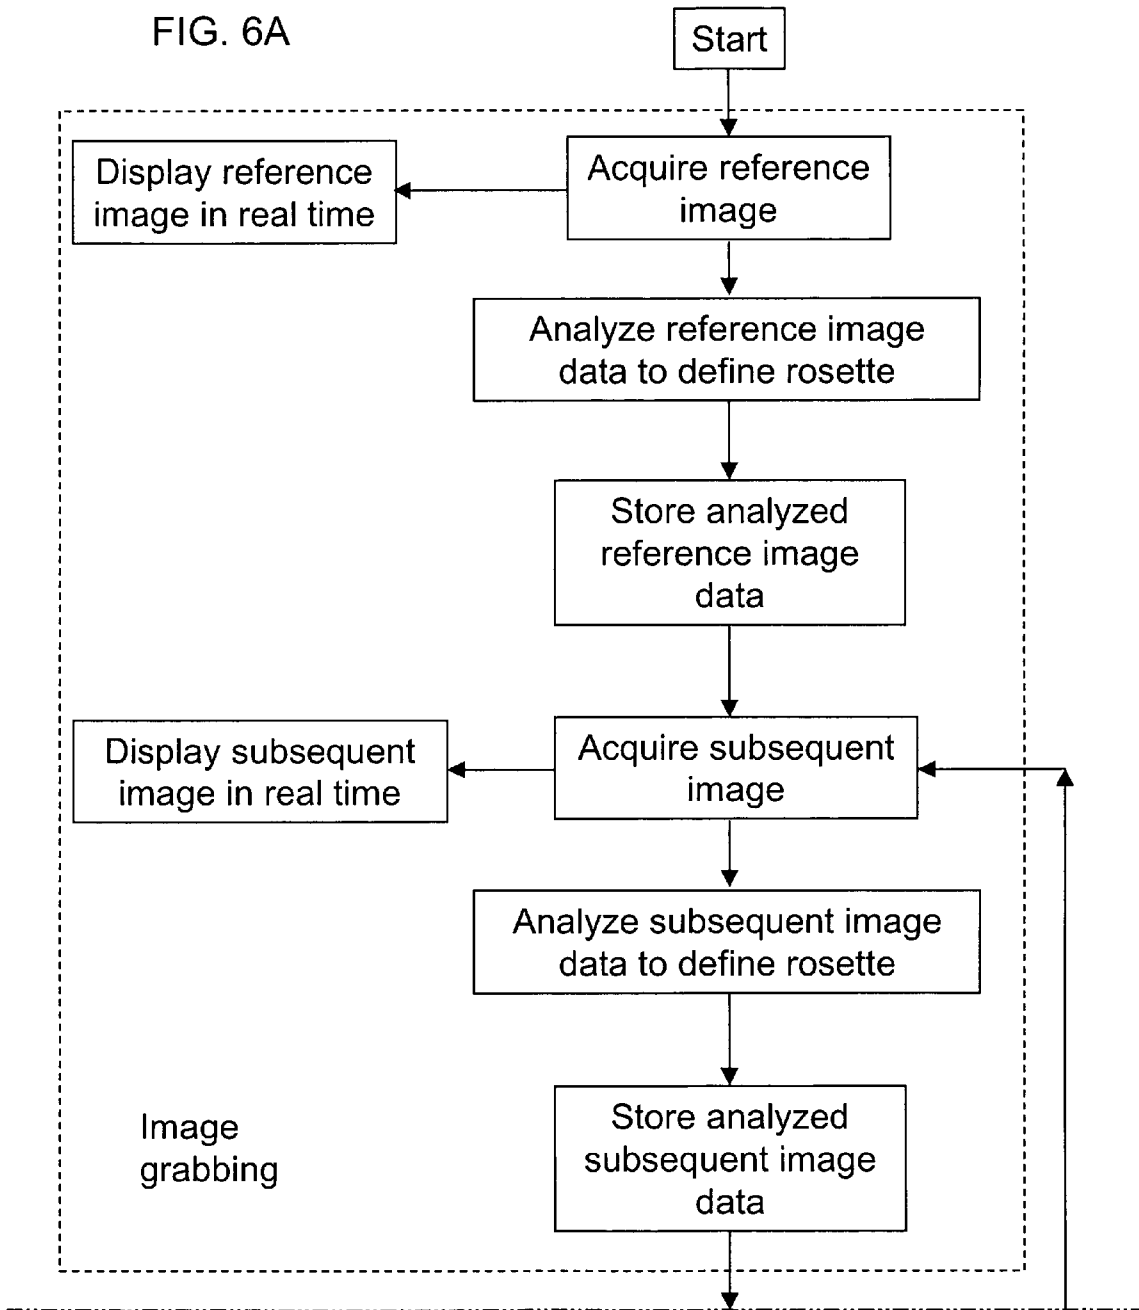 FIG. 6A
Start
Acquire reference
image
Display reference
image in real time
Analyze reference image
data to define rosette
Store analyzed
reference image
data
Acquire subsequent
image
Display subsequent
image in real time
Analyze subsequent image
data to define rosette
Store analyzed
subsequent image
data
Image
grabbing